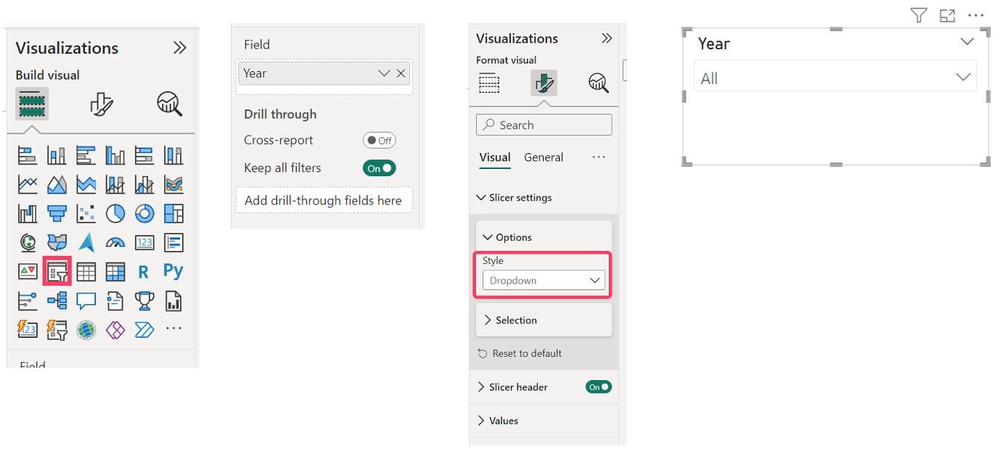 Visualizations
Build visual
123
R
Py
123
Field
Field
Year
Drill through
Cross-report
Off
Keep all filters
On
Add drill-through fields here
Visualizations
Format visual
Search
Visual General
Slicer settings
Options
Style
Dropdown
Selection
Reset to default
Slicer header
On
Values
Year
All